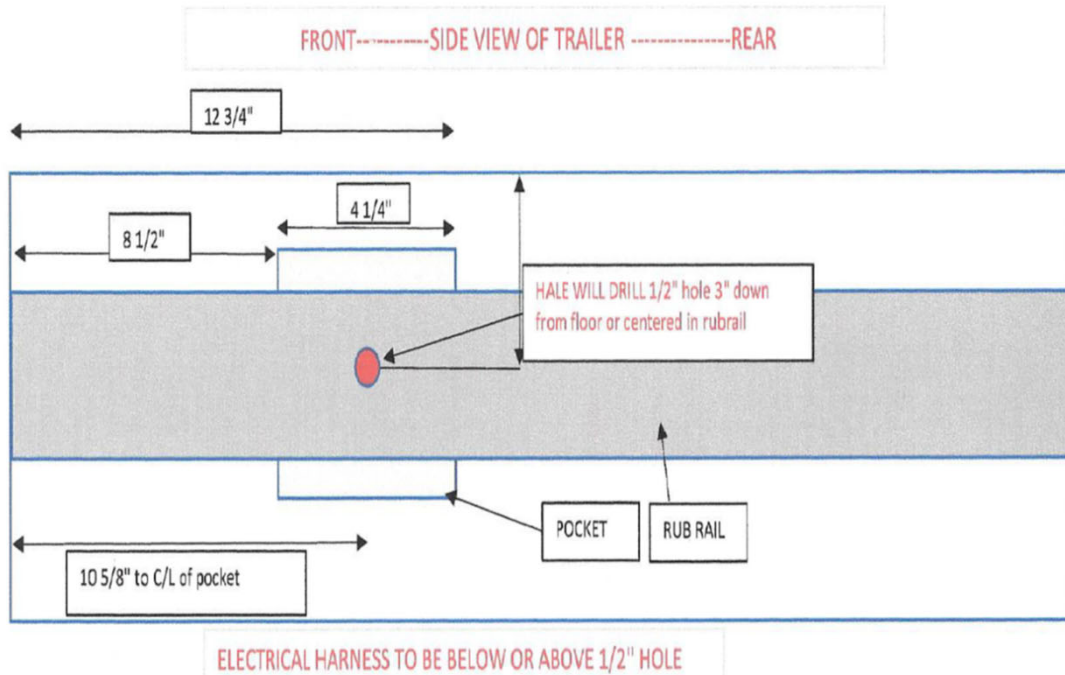 FRONT-----------SIDE VIEW OF TRAILER --------------REAR
12 3/4"
4 1/4"
8 1/2"
HALE WILL DRILL 1/2" hole 3" down
from floor or centered in rubrail
POCKET
RUB RAIL
10 5/8" to C/L of pocket
ELECTRICAL HARNESS TO BE BELOW OR ABOVE 1/2" HOLE